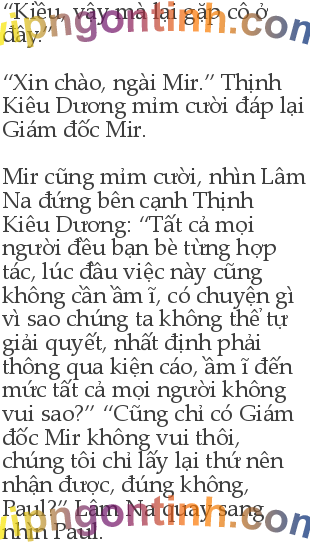 “Kiều, vậy mà lại gặp cô ở
đây.”
“Xin chào, ngài Mir.” Thịnh
Kiêu Dương mỉm cười đáp lại
Giám đốc Mir.
Mir cũng mỉm cười, nhìn Lâm
Na đứng bên cạnh Thịnh
Kiêu Dương: “Tất cả mọi
người đều bạn bè từng hợp
tác, lúc đầu việc này cũng
không cần ầm ĩ, có chuyện gì
vì sao chúng ta không thể tự
giải quyết, nhất định phải
thông qua kiện cáo, ầm ĩ đến
mức tất cả mọi người không
vui sao?” “Cũng chỉ có Giám
đốc Mir không vui thôi,
chúng tôi chỉ lấy lại thứ nên
nhận được, đúng không,
Paul?” Lâm Na quay sang
nhìn Paul.
vipngontinh.com